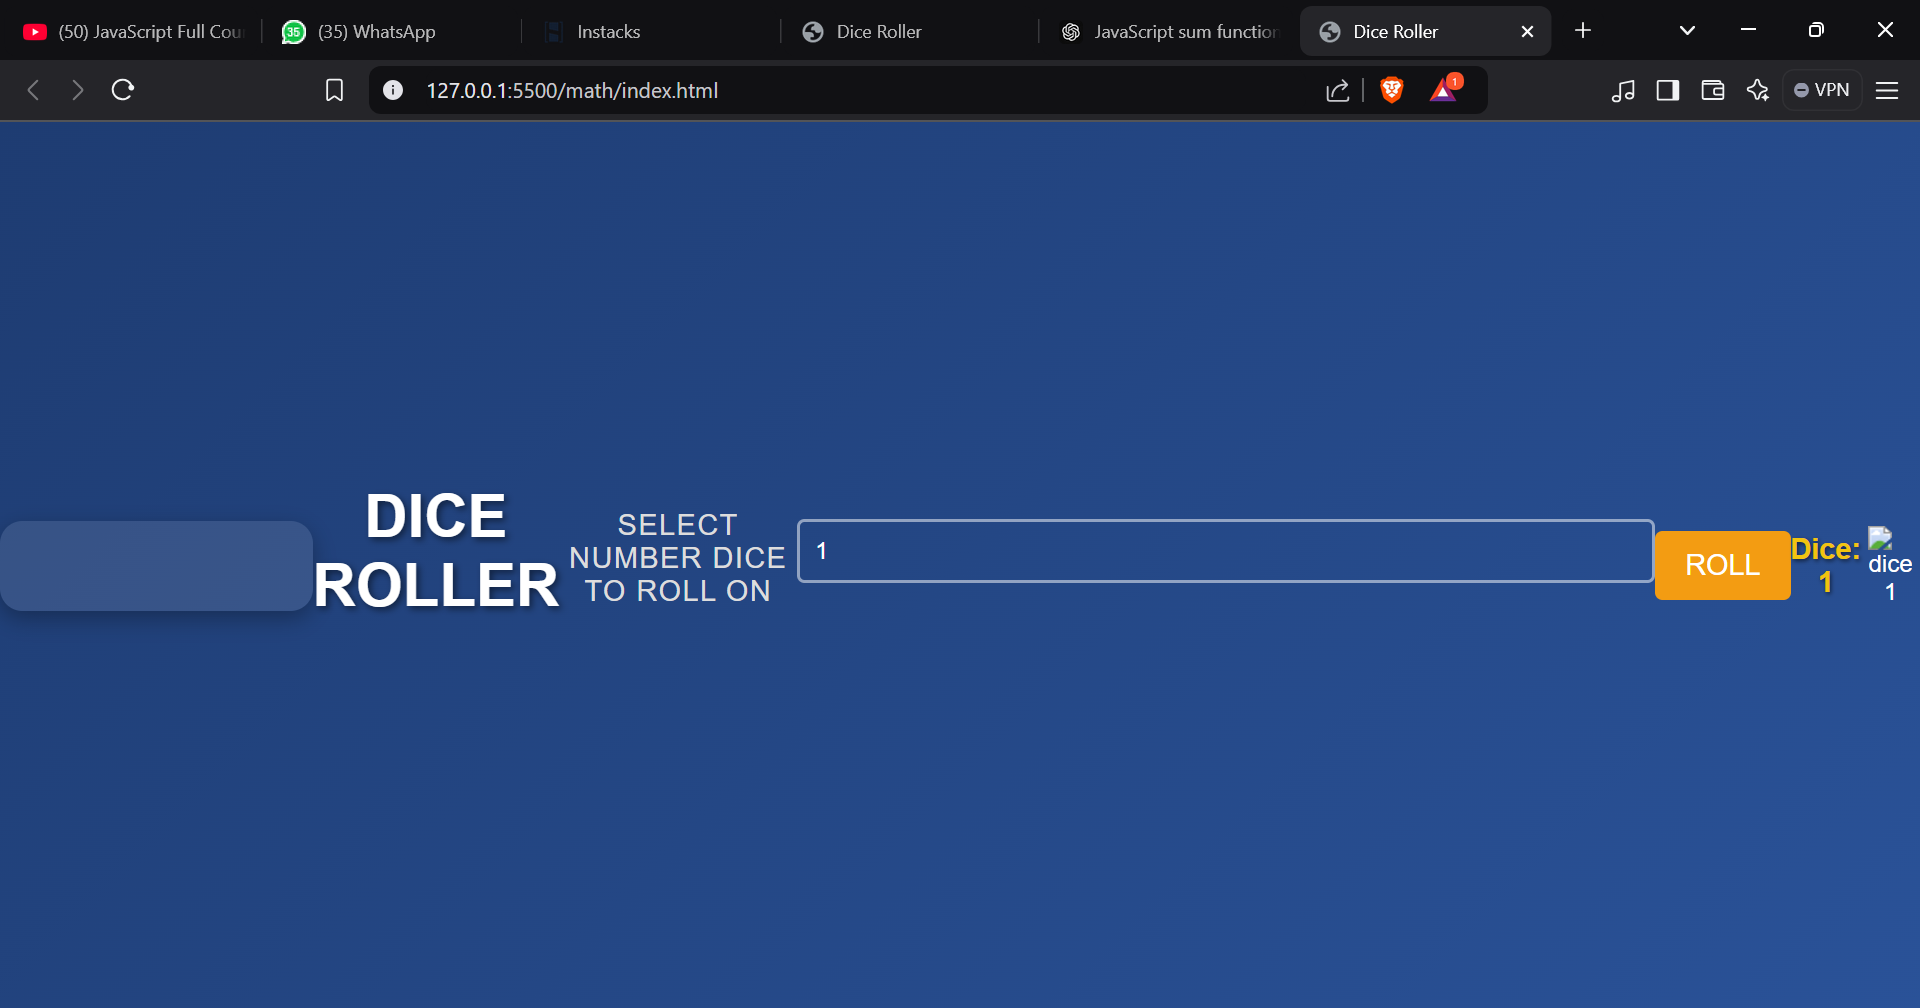 (50) JavaScript Full Cou
35
(35) WhatsApp
Instacks
Dice Roller
JavaScript sum function
Dice Roller
127.0.0.1:5500/math/index.html
1
VPN
DICE
ROLLER
SELECT
NUMBER DICE
TO ROLL ON
1
ROLL
Dice:
1
dice
1